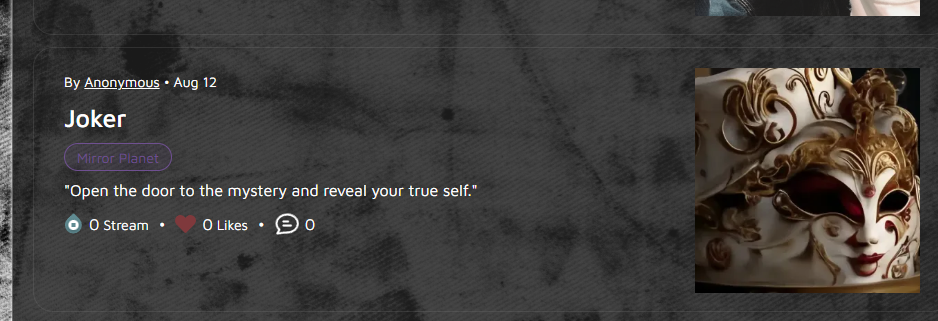 By Anonymous • Aug 12
Joker
Mirror Planet
"Open the door to the mystery and reveal your true self."
0 Stream • 0 Likes • 0